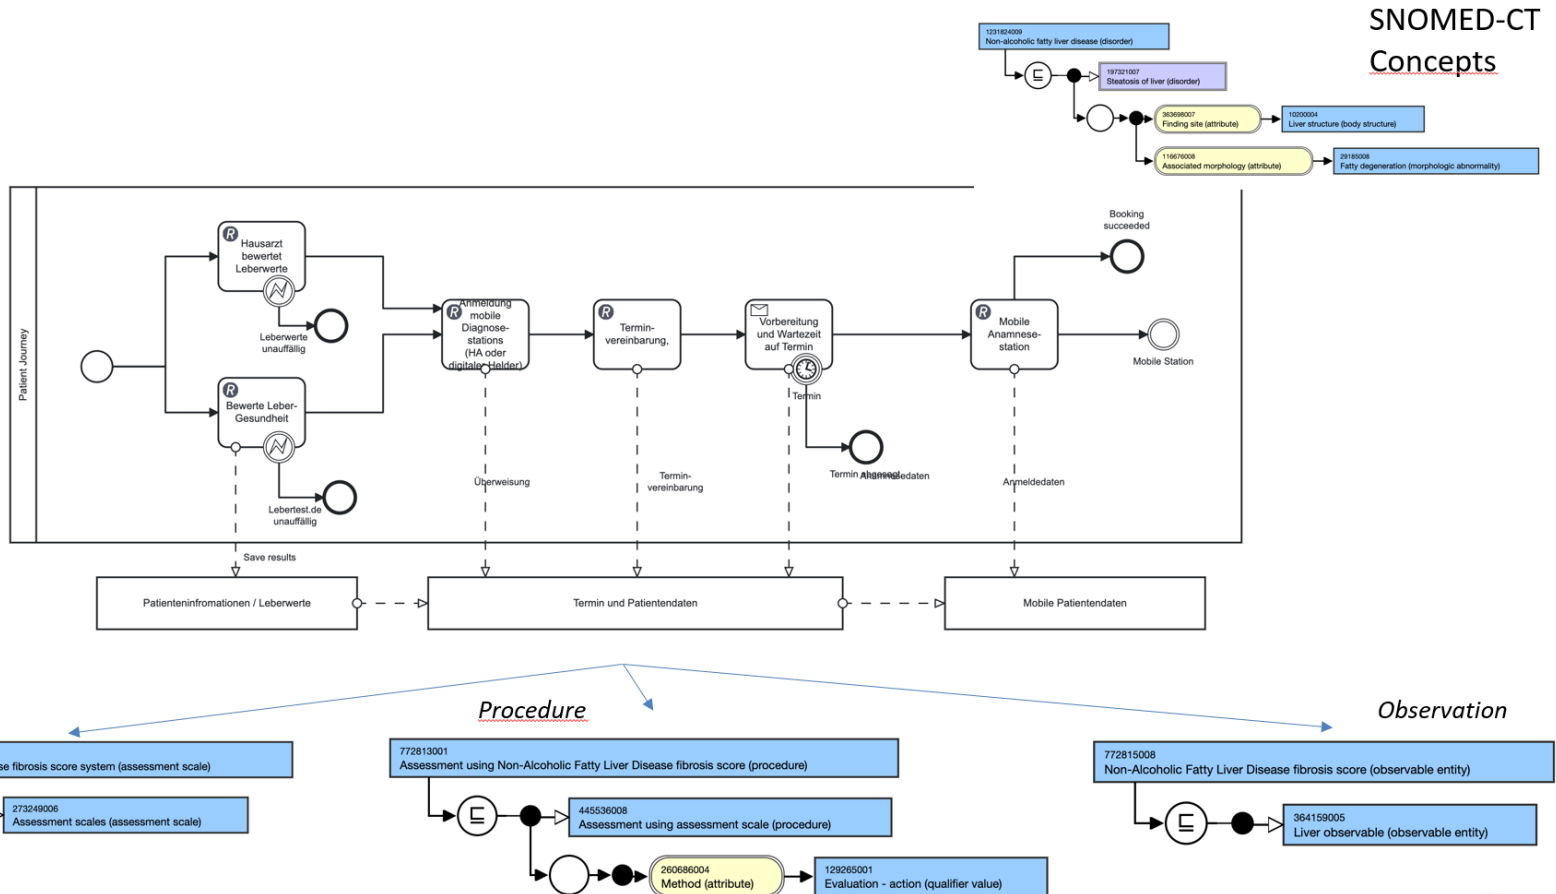 SNOMED-CT
Concepts
1231824009
Non-alcoholic fatty liver disease (disorder)
⊑
197321007
Steatosis of liver (disorder)
363698007
Finding site (attribute)
10200004
Liver structure (body structure)
116676008
Associated morphology (attribute)
29185008
Fatty degeneration (morphologic abnormality)
Patient Journey
R
Hausarzt
bewertet
Leberwerte
Leberwerte
unauffällig
R
Bewerte Leber-
Gesundheit
Lebertest.de
unauffällig
R
Anmeldung
mobile
Diagnose-
stations
(HA oder
digitaler Helder)
R
Termin-
vereinbarung,
Vorbereitung
und Wartezeit
auf Termin
Termin
Termin abgesagt
Anamnesedaten
R
Mobile
Anamnese-
station
Booking
succeeded
Mobile Station
Überweisung
Termin-
vereinbarung
Anmeldedaten
Save results
Patienteninfromationen / Leberwerte
Termin und Patientendaten
Mobile Patientendaten
Procedure
Observation
se fibrosis score system (assessment scale)
273249006
Assessment scales (assessment scale)
772813001
Assessment using Non-Alcoholic Fatty Liver Disease fibrosis score (procedure)
⊑
445536008
Assessment using assessment scale (procedure)
260686004
Method (attribute)
129265001
Evaluation - action (qualifier value)
772815008
Non-Alcoholic Fatty Liver Disease fibrosis score (observable entity)
⊑
364159005
Liver observable (observable entity)